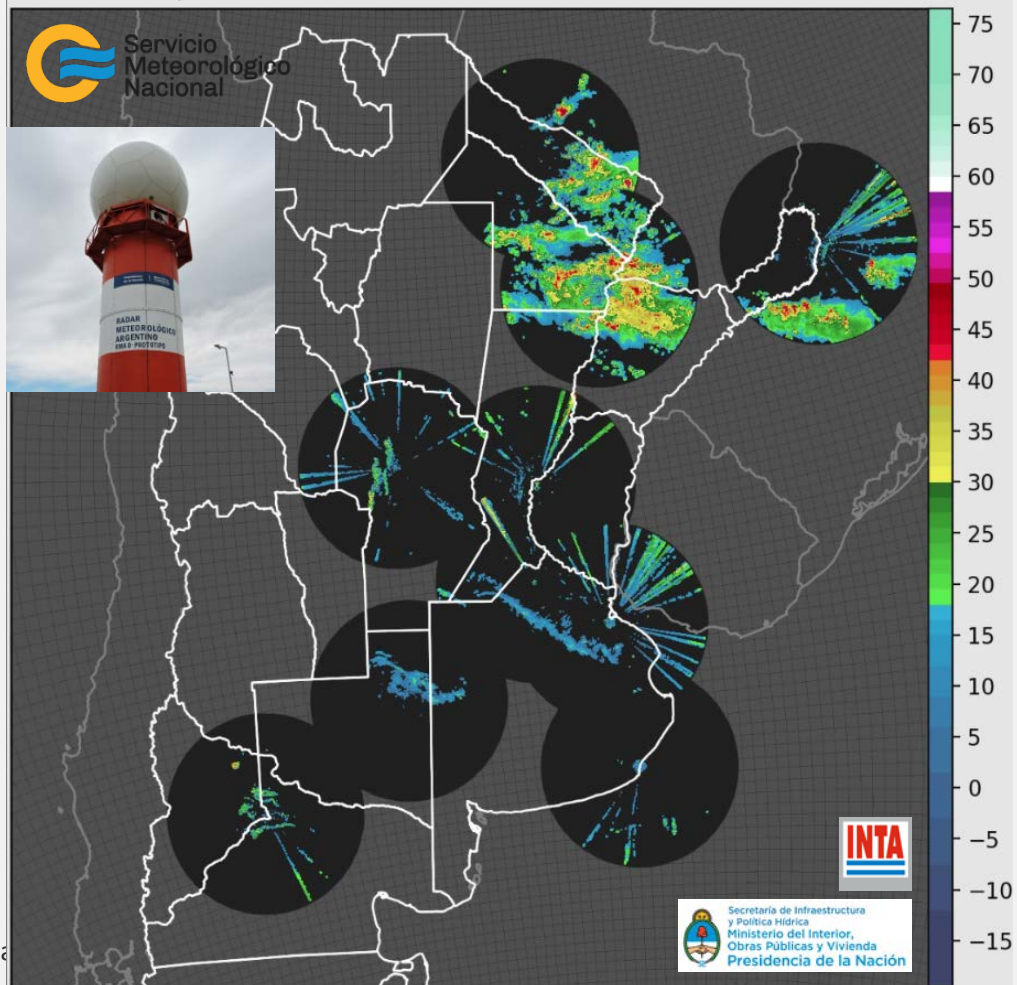 Servicio
Meteorológico
Nacional
RADAR
METEOROLÓGICO
ARGENTINO
75
70
65
60
55
50
45
40
35
30
25
20
15
10
5
0
−5
−10
−15
INTA
Secretaría de Infraestructura
y Política Hídrica
Ministerio del Interior,
Obras Públicas y Vivienda
Presidencia de la Nación